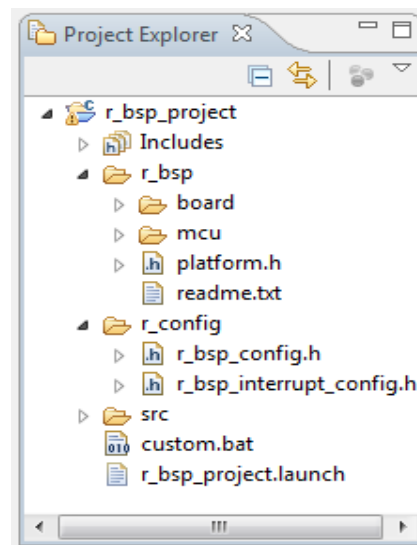 Project Explorer
r_bsp_project
Includes
r_bsp
board
mcu
platform.h
readme.txt
r_config
r_bsp_config.h
r_bsp_interrupt_config.h
src
custom.bat
r_bsp_project.launch